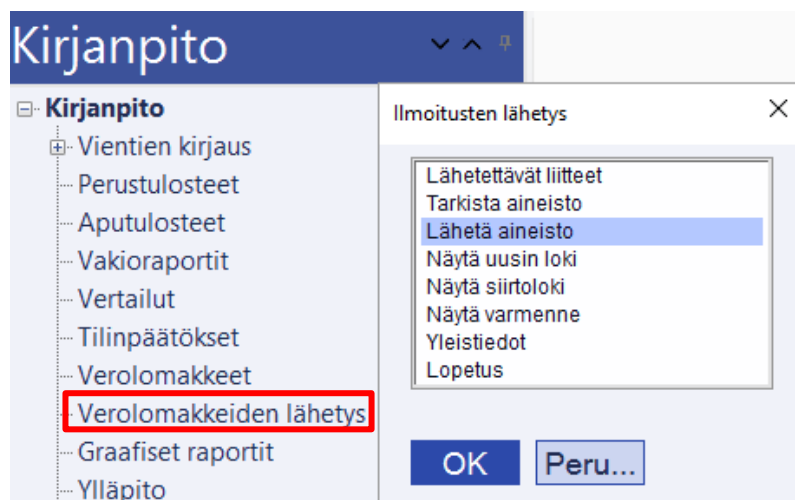 Kirjanpito
Kirjanpito
Vientien kirjaus
Perustulosteet
Aputulosteet
Vakioraportit
Vertailut
Tilinpäätökset
Verolomakkeet
Verolomakkeiden lähetys
Graafiset raportit
Ylläpito
Ilmoitusten lähetys
Lähetettävät liitteet
Tarkista aineisto
Lähetä aineisto
Näytä uusin loki
Näytä siirtoloki
Näytä varmenne
Yleistiedot
Lopetus
OK
Peru...